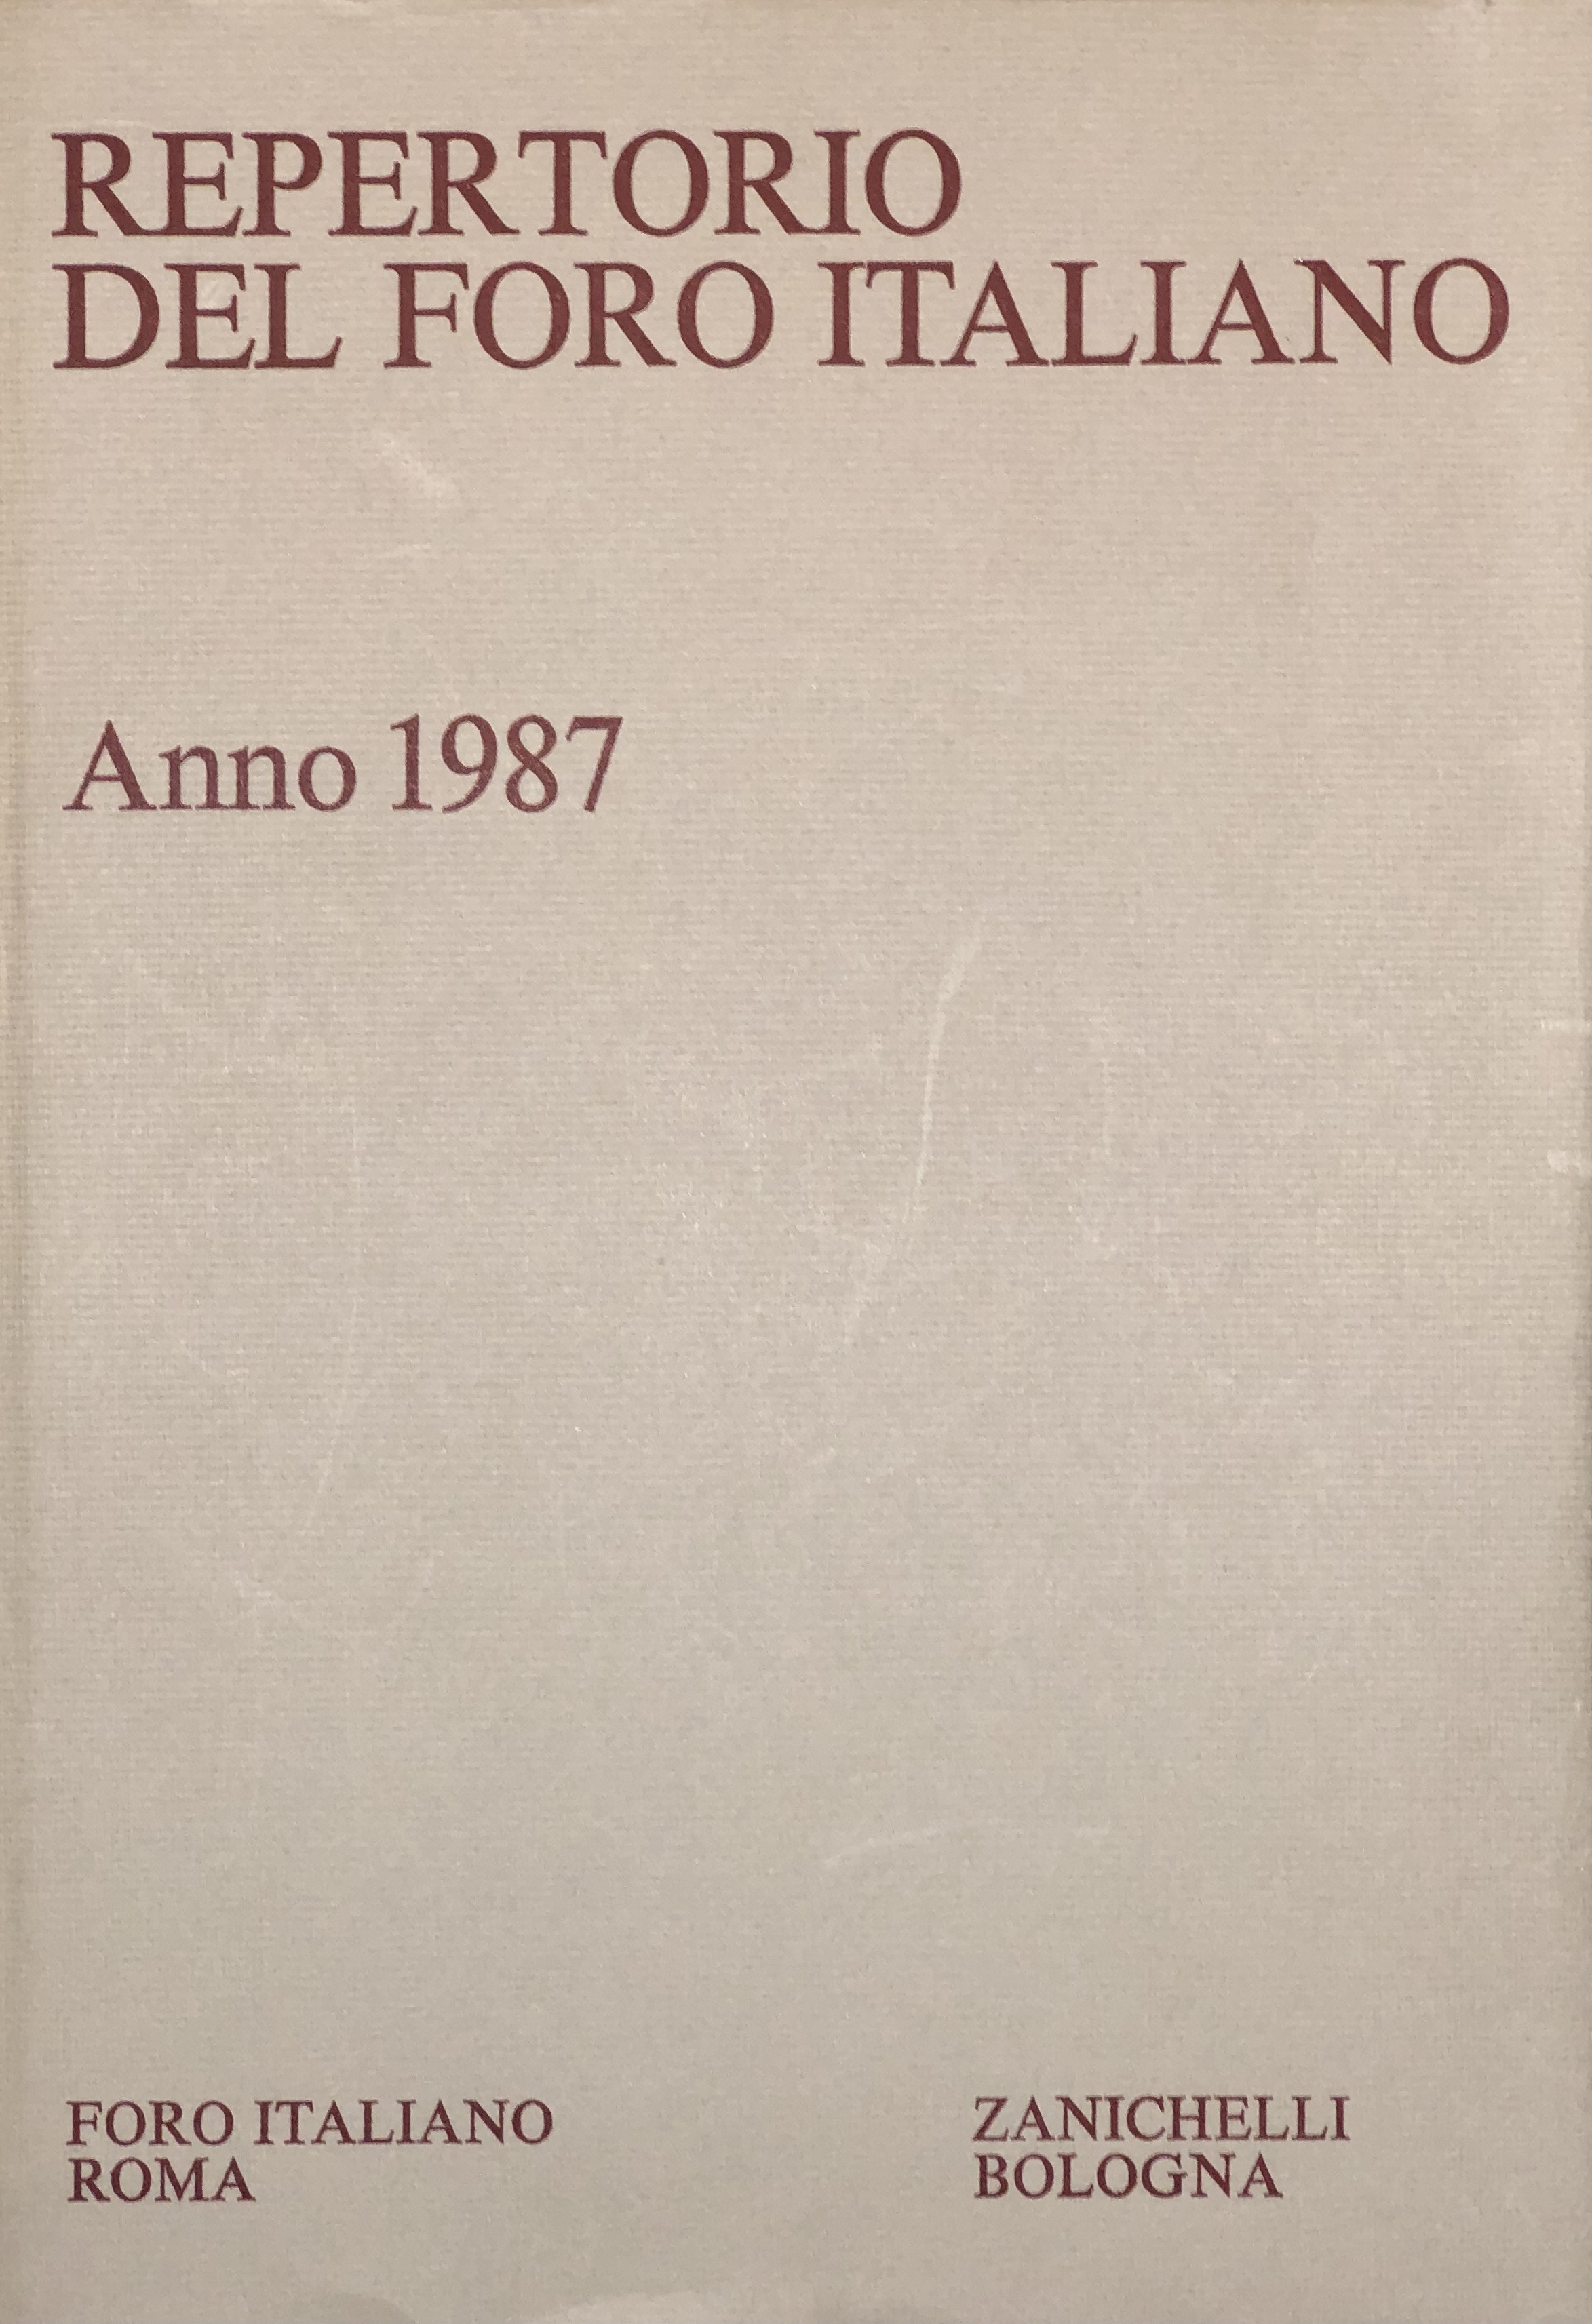 REPERTORIO
DEL FORO ITALIANO
Anno 1987
FORO ITALIANO
ROMA
ZANICHELLI
BOLOGNA